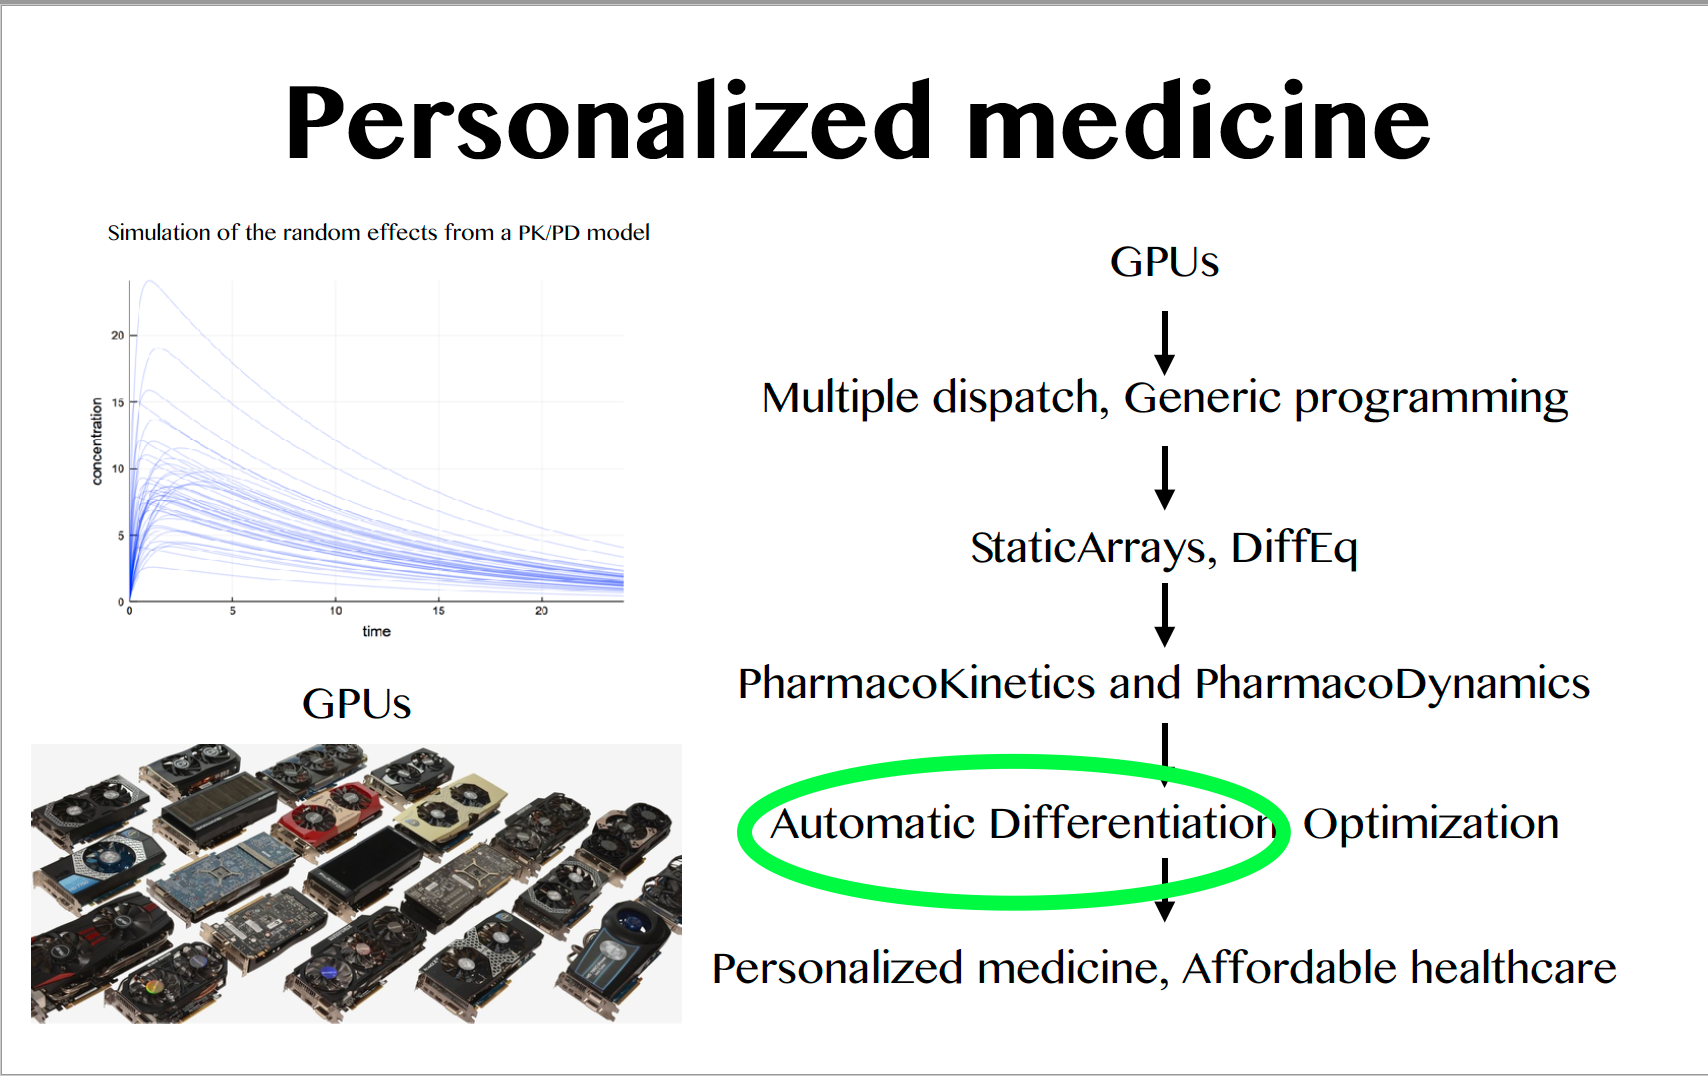 Personalized medicine
Simulation of the random effects from a PK/PD model
20
15
10
5
0
concentration
0 5 10 15 20
time
GPUs
GPUs
Multiple dispatch, Generic programming
StaticArrays, DiffEq
PharmacoKinetics and PharmacoDynamics
Automatic Differentiation Optimization
Personalized medicine, Affordable healthcare